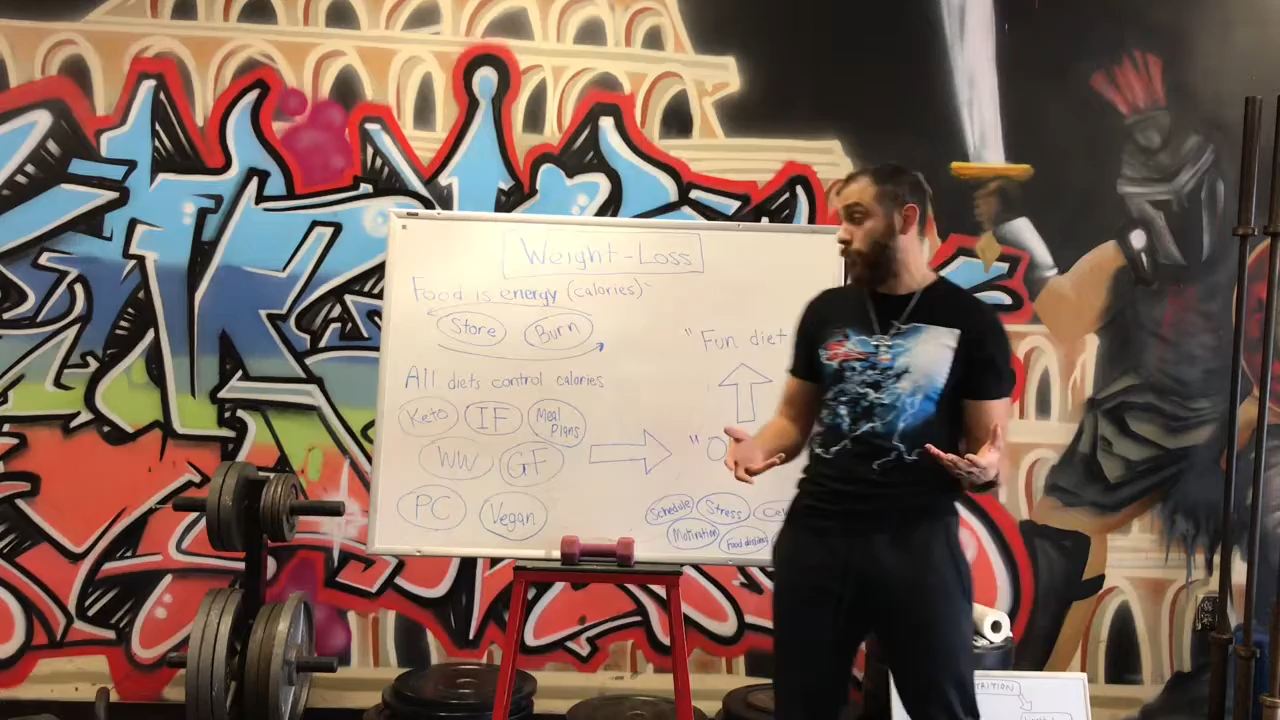 Weight-Loss
Food is energy (calories)
Store Burn
"Fun diet
All diets control calories
Keto IF Meal Plans
WW GF
"O
PC Vegan
Schedule Stress Cel
Motivation Food